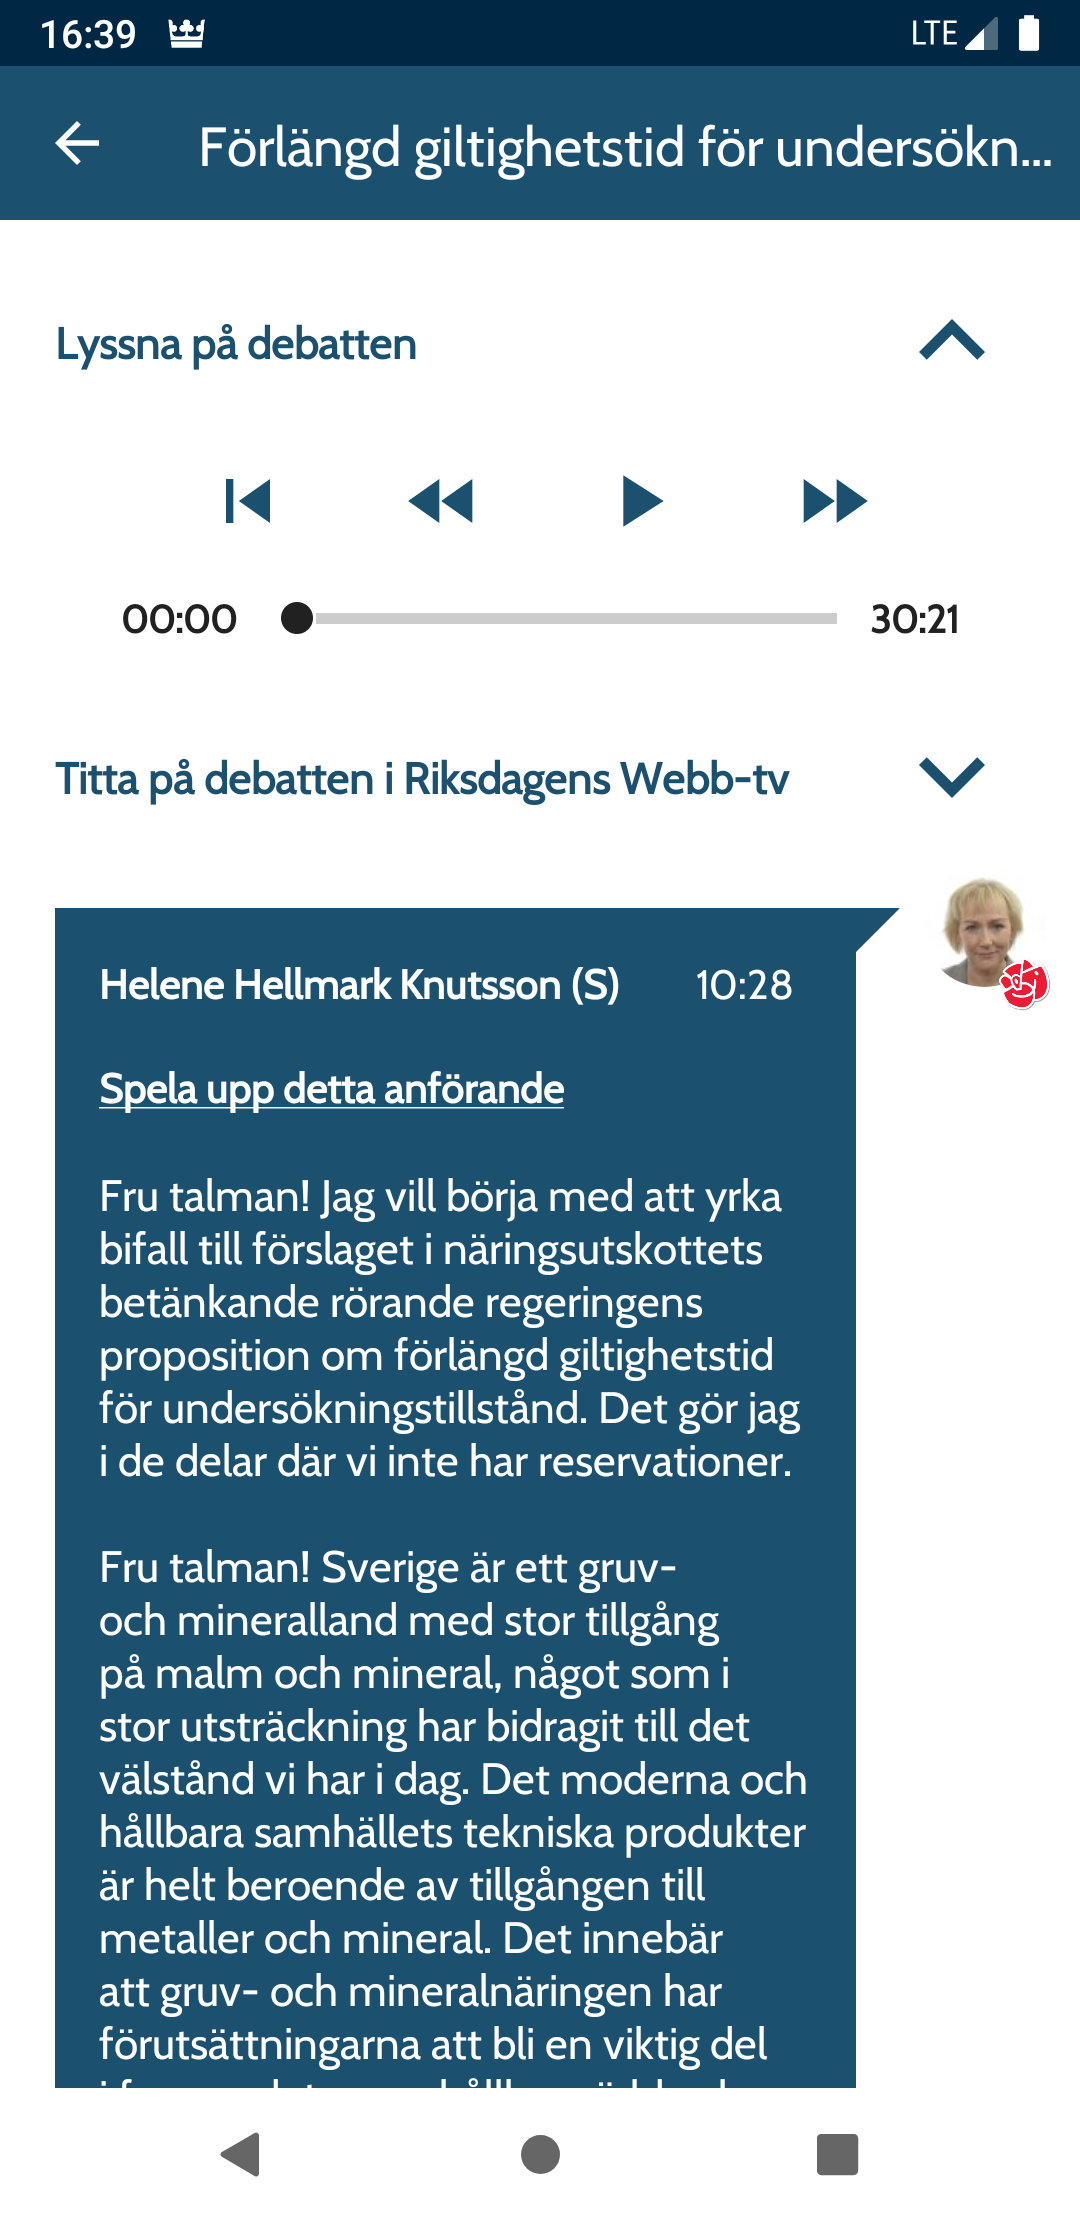 16:39
LTE
Förlängd giltighetstid för undersökn...
Lyssna på debatten
00:00
30:21
Titta på debatten i Riksdagens Webb-tv
Helene Hellmark Knutsson (S) 10:28
Spela upp detta anförande
Fru talman! Jag vill börja med att yrka
bifall till förslaget i näringsutskottets
betänkande rörande regeringens
proposition om förlängd giltighetstid
för undersökningstillstånd. Det gör jag
i de delar där vi inte har reservationer.
Fru talman! Sverige är ett gruv-
och mineralland med stor tillgång
på malm och mineral, något som i
stor utsträckning har bidragit till det
välstånd vi har i dag. Det moderna och
hållbara samhällets tekniska produkter
är helt beroende av tillgången till
metaller och mineral. Det innebär
att gruv- och mineralnäringen har
förutsättningarna att bli en viktig del